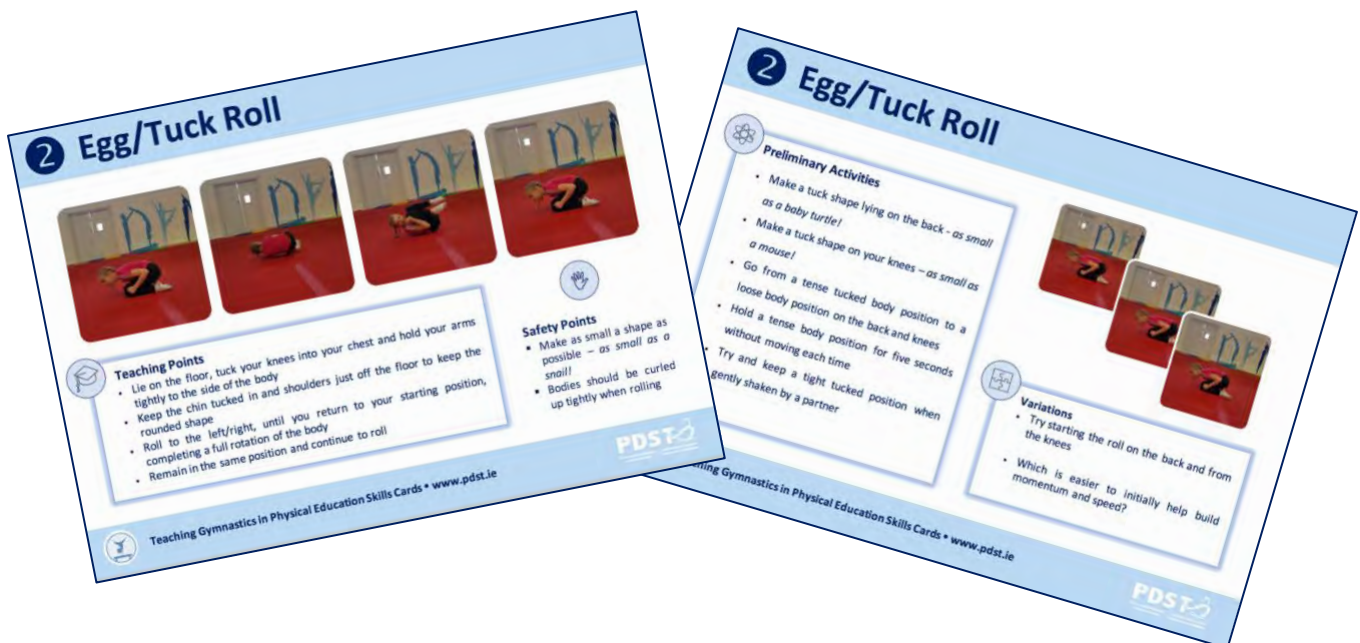 2 Egg/Tuck Roll
Teaching Points
• Lie on the floor, tuck your knees into your chest and hold your arms
tightly to the side of the body
• Keep the chin tucked in and shoulders just off the floor to keep the
rounded shape
• Roll to the left/right, until you return to your starting position,
completing a full rotation of the body
• Remain in the same position and continue to roll
Safety Points
▪ Make as small a shape as
possible – as small as a
snail!
▪ Bodies should be curled
up tightly when rolling
PDST
Teaching Gymnastics in Physical Education Skills Cards • www.pdst.ie
2 Egg/Tuck Roll
Preliminary Activities
• Make a tuck shape lying on the back - as small
as a baby turtle!
• Make a tuck shape on your knees – as small as
a mouse!
• Go from a tense tucked body position to a
loose body position on the back and knees
• Hold a tense body position for five seconds
without moving each time
• Try and keep a tight tucked position when
gently shaken by a partner
Variations
• Try starting the roll on the back and from
the knees
• Which is easier to initially help build
momentum and speed?
Gymnastics in Physical Education Skills Cards • www.pdst.ie
PDST